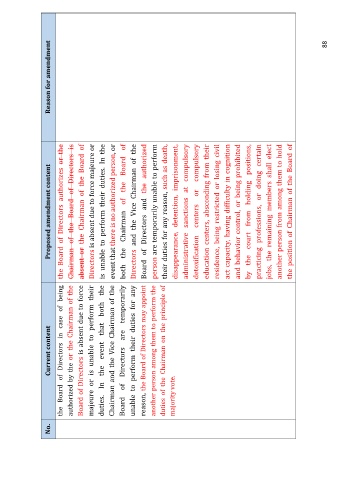 No.
Current content
Proposed amendment content
Reason for amendment
the Board of Directors in case of being
authorized by the or the Chairman of the
Board of Directors is absent due to force
majeure or is unable to perform their
duties. In the event that both the
Chairman and the Vice Chairman of the
Board of Directors are temporarily
unable to perform their duties for any
reason, the Board of Directors may appoint
another person among them to perform the
duties of the Chairman on the principle of
majority vote.
the Board of Directors authorizes or the
Chairman of the Board of Directors is
absent or the Chairman of the Board of
Directors is absent due to force majeure or
is unable to perform their duties. In the
event that there is no authorized person, or
both the Chairman of the Board of
Directors and the Vice Chairman of the
Board of Directors and the authorized
person are temporarily unable to perform
their duties for any reason, such as death,
disappearance, detention, imprisonment,
administrative sanctions at compulsory
detoxification centers or compulsory
education centers, absconding from their
residence, being restricted or losing civil
act capacity, having difficulty in cognition
and behavior control, or being prohibited
by the court from holding positions,
practicing professions, or doing certain
jobs, the remaining members shall elect
another person from among them to hold
the position of Chairman of the Board of
88